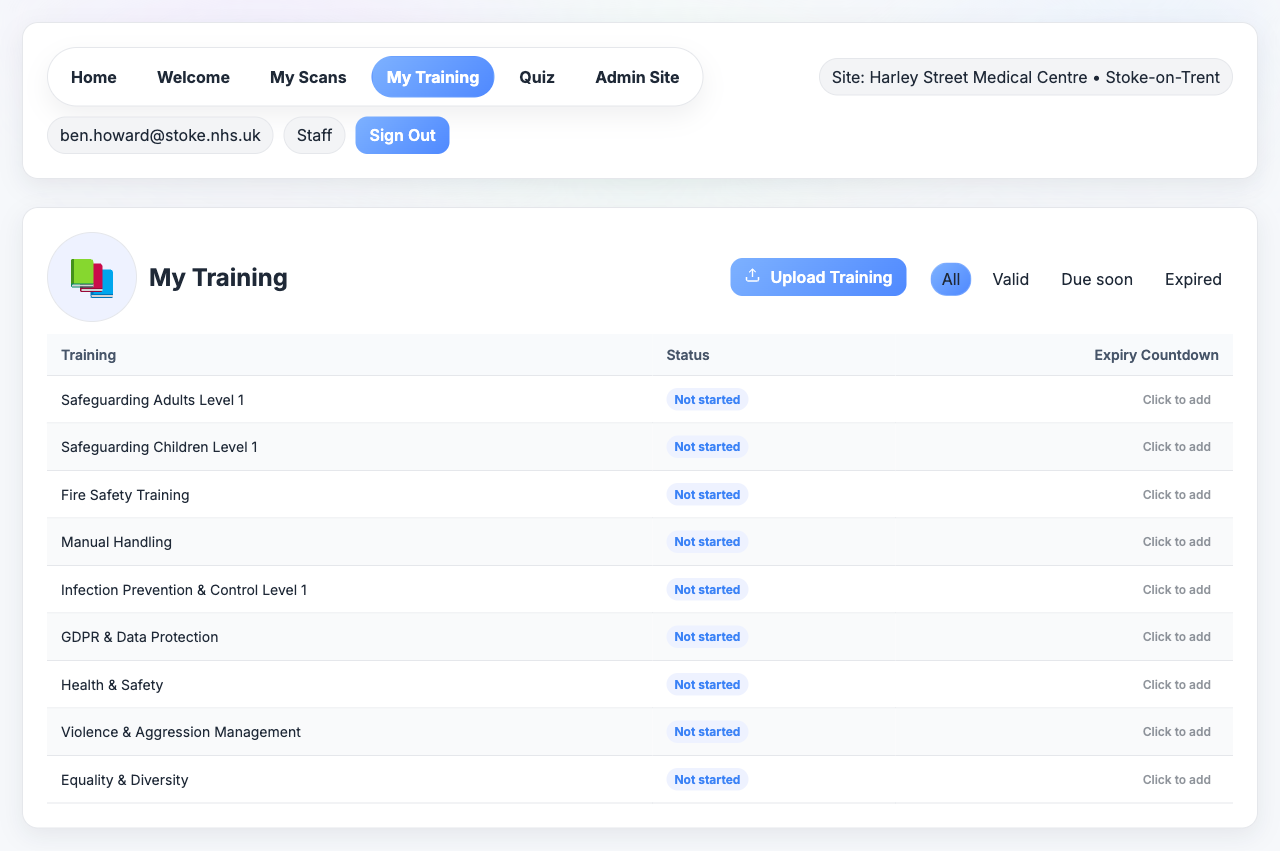 Home Welcome My Scans My Training Quiz Admin Site
Site: Harley Street Medical Centre • Stoke-on-Trent
ben.howard@stoke.nhs.uk Staff Sign Out
My Training
Upload Training All Valid Due soon Expired
Training Status Expiry Countdown
Safeguarding Adults Level 1 Not started Click to add
Safeguarding Children Level 1 Not started Click to add
Fire Safety Training Not started Click to add
Manual Handling Not started Click to add
Infection Prevention & Control Level 1 Not started Click to add
GDPR & Data Protection Not started Click to add
Health & Safety Not started Click to add
Violence & Aggression Management Not started Click to add
Equality & Diversity Not started Click to add